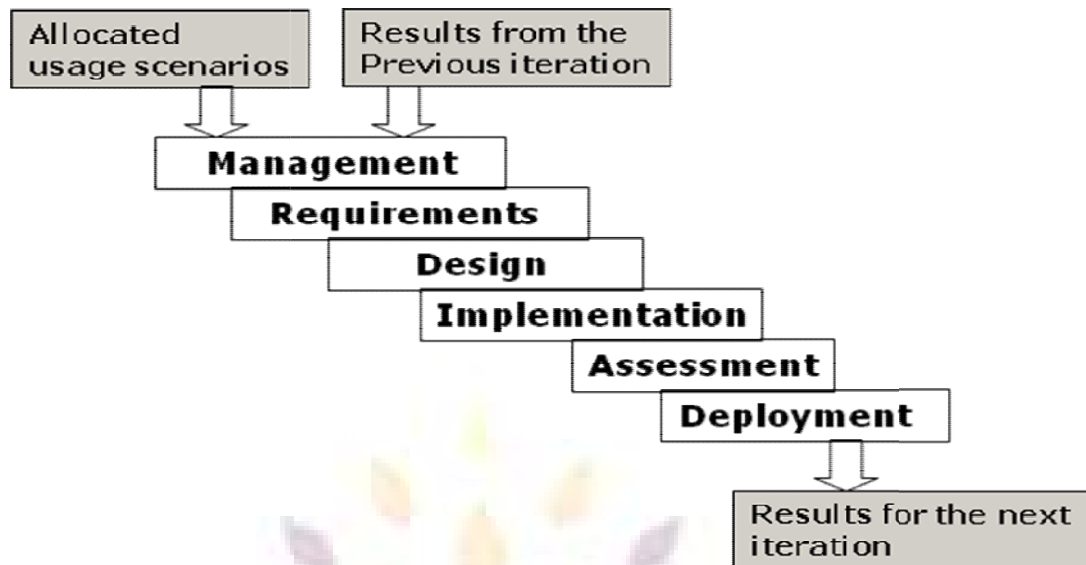 Allocated
usage scenarios
Results from the
Previous iteration
Management
Requirements
Design
Implementation
Assessment
Deployment
Results for the next
iteration